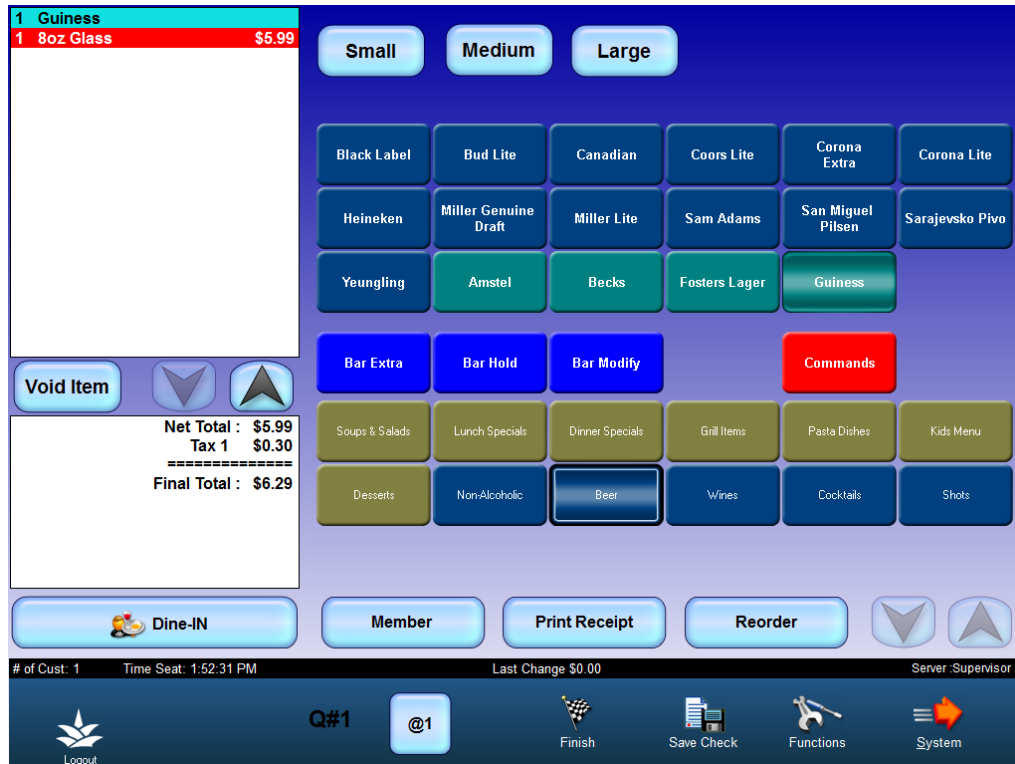 1 Guiness
1 8oz Glass $5.99
Small Medium Large
Black Label Bud Lite Canadian Coors Lite Corona Extra Corona Lite
Heineken Miller Genuine Draft Miller Lite Sam Adams San Miguel Pilsen Sarajevsko Pivo
Yeungling Amstel Becks Fosters Lager Guiness
Bar Extra Bar Hold Bar Modify Commands
Void Item
Net Total : $5.99
Tax 1 $0.30
==============
Final Total : $6.29
Soups & Salads Lunch Specials Dinner Specials Grill Items Pasta Dishes Kids Menu
Desserts Non-Alcoholic Beer Wines Cocktails Shots
Dine-IN Member Print Receipt Reorder
# of Cust: 1 Time Seat: 1:52:31 PM Last Change $0.00 Server :Supervisor
Q#1 @1
Logout Finish Save Check Functions System